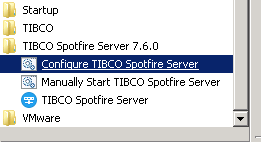 Startup
TIBCO
TIBCO Spotfire Server 7.6.0
Configure TIBCO Spotfire Server
Manually Start TIBCO Spotfire Server
TIBCO Spotfire Server
VMware